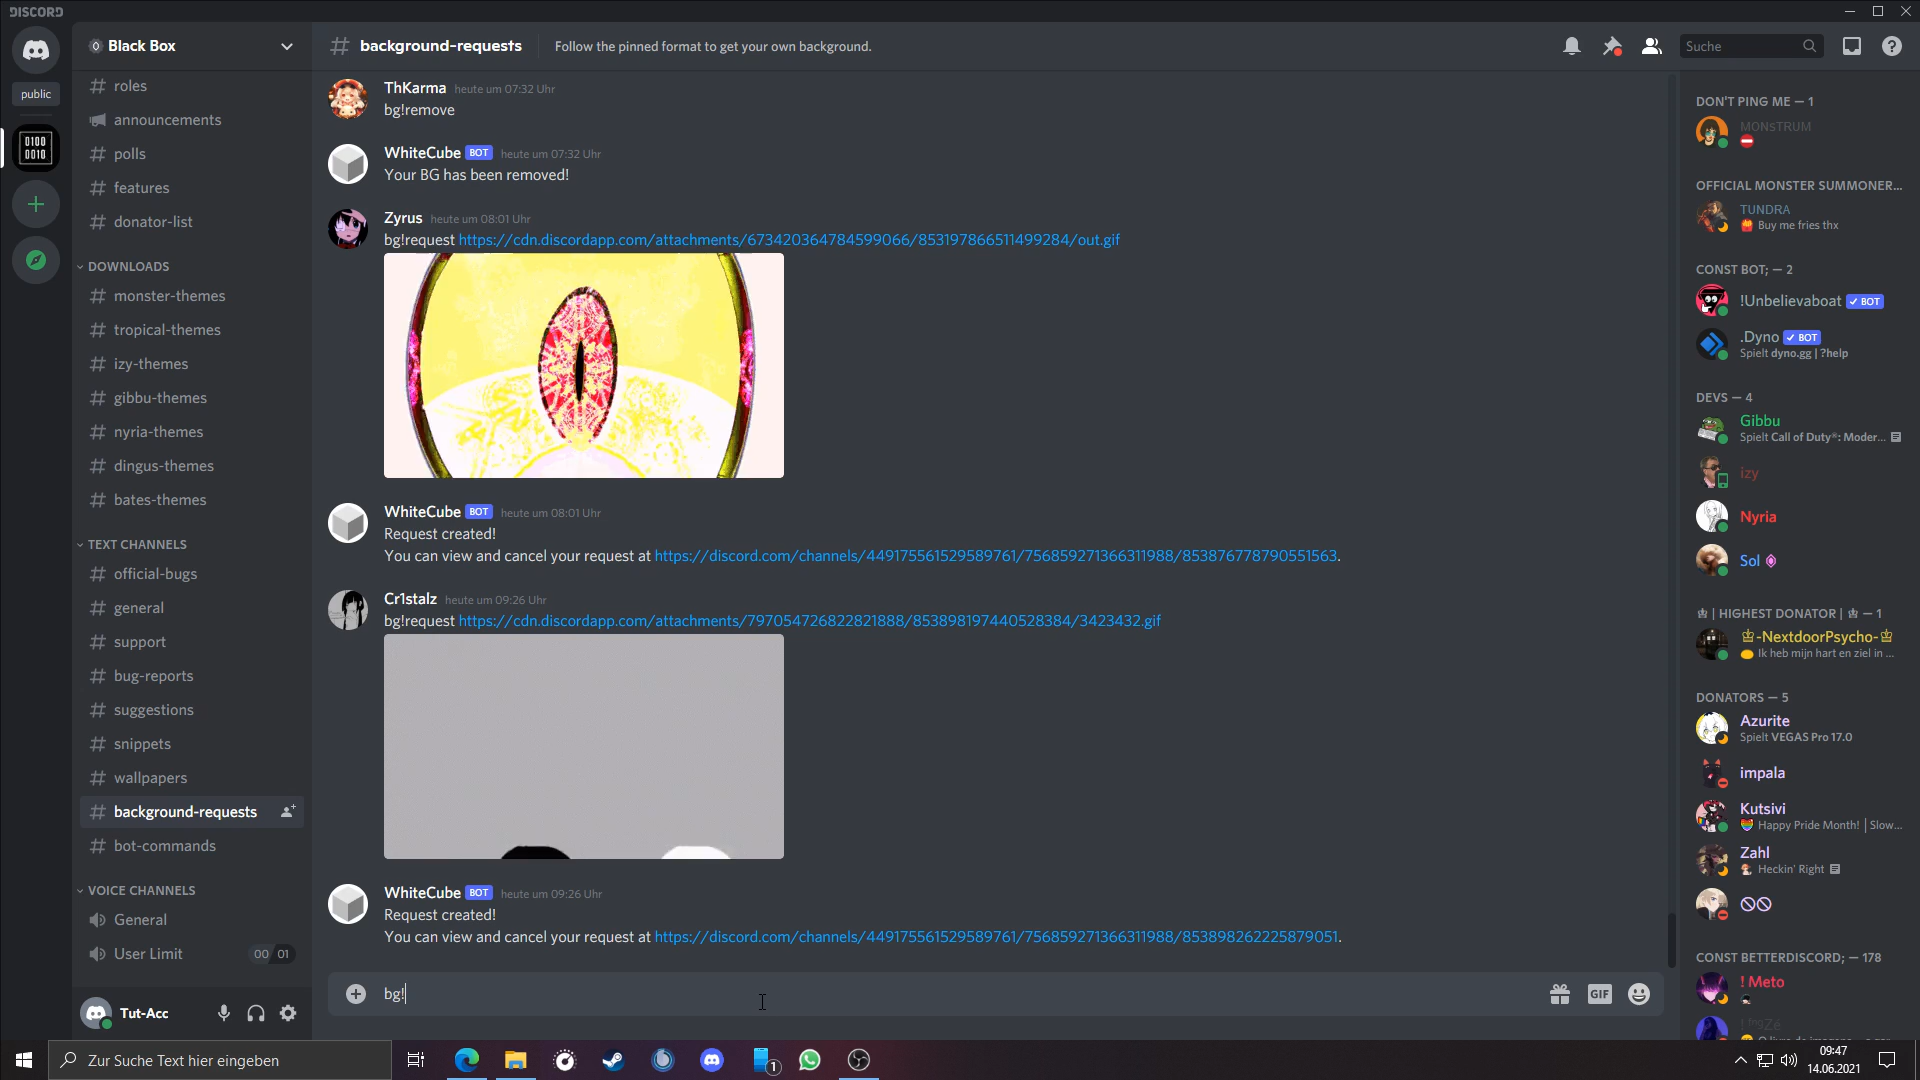 DISCORD
Black Box
background-requests
Follow the pinned format to get your own background.
Suche
public
0100
0010
roles
announcements
polls
features
donator-list
DOWNLOADS
monster-themes
tropical-themes
izy-themes
gibbu-themes
nyria-themes
dingus-themes
bates-themes
TEXT CHANNELS
official-bugs
general
support
bug-reports
suggestions
snippets
wallpapers
background-requests
bot-commands
VOICE CHANNELS
General
User Limit 00 01
Tut-Acc
ThKarma heute um 07:32 Uhr
bg!remove
WhiteCube BOT heute um 07:32 Uhr
Your BG has been removed!
Zyrus heute um 08:01 Uhr
bg!request https://cdn.discordapp.com/attachments/673420364784599066/853197866511499284/out.gif
WhiteCube BOT heute um 08:01 Uhr
Request created!
You can view and cancel your request at https://discord.com/channels/449175561529589761/756859271366311988/853876778790551563.
Cr1stalz heute um 09:26 Uhr
bg!request https://cdn.discordapp.com/attachments/797054726822821888/853898197440528384/3423432.gif
WhiteCube BOT heute um 09:26 Uhr
Request created!
You can view and cancel your request at https://discord.com/channels/449175561529589761/756859271366311988/853898262225879051.
bg!
GIF
DON'T PING ME — 1
MONsTRUM
OFFICIAL MONSTER SUMMONER...
TUNDRA
Buy me fries thx
CONST BOT; — 2
!Unbelievaboat ✓ BOT
.Dyno ✓ BOT
Spielt dyno.gg | ?help
DEVS — 4
Gibbu
Spielt Call of Duty®: Moder...
izy
Nyria
Sol
♔ | HIGHEST DONATOR | ♔ — 1
♔-NextdoorPsycho-♔
Ik heb mijn hart en ziel in ...
DONATORS — 5
Azurite
Spielt VEGAS Pro 17.0
impala
Kutsivi
Happy Pride Month! | Slow...
Zahl
Heckin' Right
CONST BETTERDISCORD; — 178
! Meto
Zur Suche Text hier eingeben
1
09:47
14.06.2021